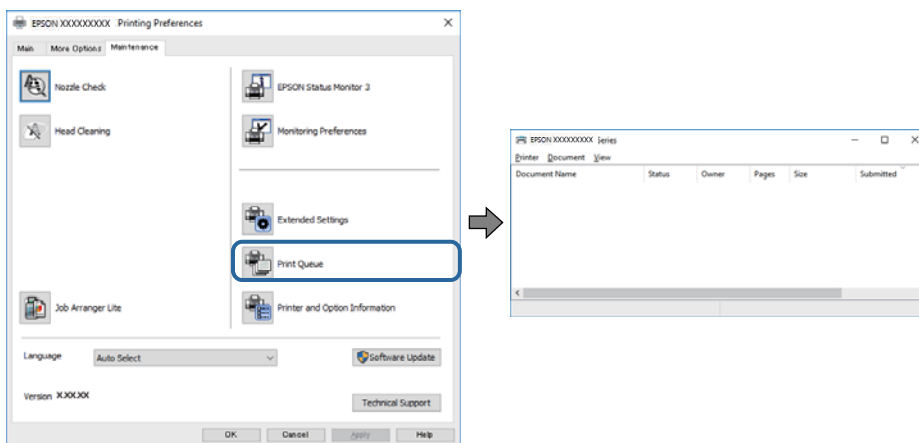 EPSON XXXXXXXXX Printing Preferences
Main More Options Maintenance
Nozzle Check
EPSON Status Monitor 3
Head Cleaning
Monitoring Preferences
Extended Settings
Print Queue
Job Arranger Lite
Printer and Option Information
Language Auto Select
Software Update
Version X.XX.XX
Technical Support
OK Cancel Apply Help
EPSON XXXXXXXXX Series
Printer Document View
Document Name Status Owner Pages Size Submitted